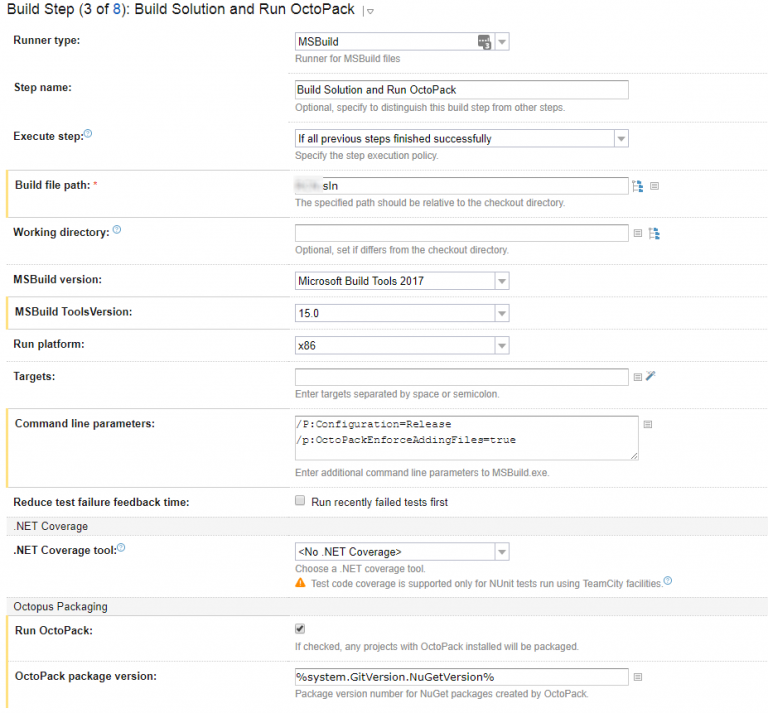 Build Step (3 of 8): Build Solution and Run OctoPack
Runner type:
MSBuild
Runner for MSBuild files
Step name:
Build Solution and Run OctoPack
Optional, specify to distinguish this build step from other steps.
Execute step:
If all previous steps finished successfully
Specify the step execution policy.
Build file path: *
sln
The specified path should be relative to the checkout directory.
Working directory:
Optional, set if differs from the checkout directory.
MSBuild version:
Microsoft Build Tools 2017
MSBuild ToolsVersion:
15.0
Run platform:
x86
Targets:
Enter targets separated by space or semicolon.
Command line parameters:
/P:Configuration=Release
/p:OctoPackEnforceAddingFiles=true
Enter additional command line parameters to MSBuild.exe.
Reduce test failure feedback time:
Run recently failed tests first
.NET Coverage
.NET Coverage tool:
<No .NET Coverage>
Choose a .NET coverage tool.
Test code coverage is supported only for NUnit tests run using TeamCity facilities.
Octopus Packaging
Run OctoPack:
If checked, any projects with OctoPack installed will be packaged.
OctoPack package version:
%system.GitVersion.NuGetVersion%
Package version number for NuGet packages created by OctoPack.